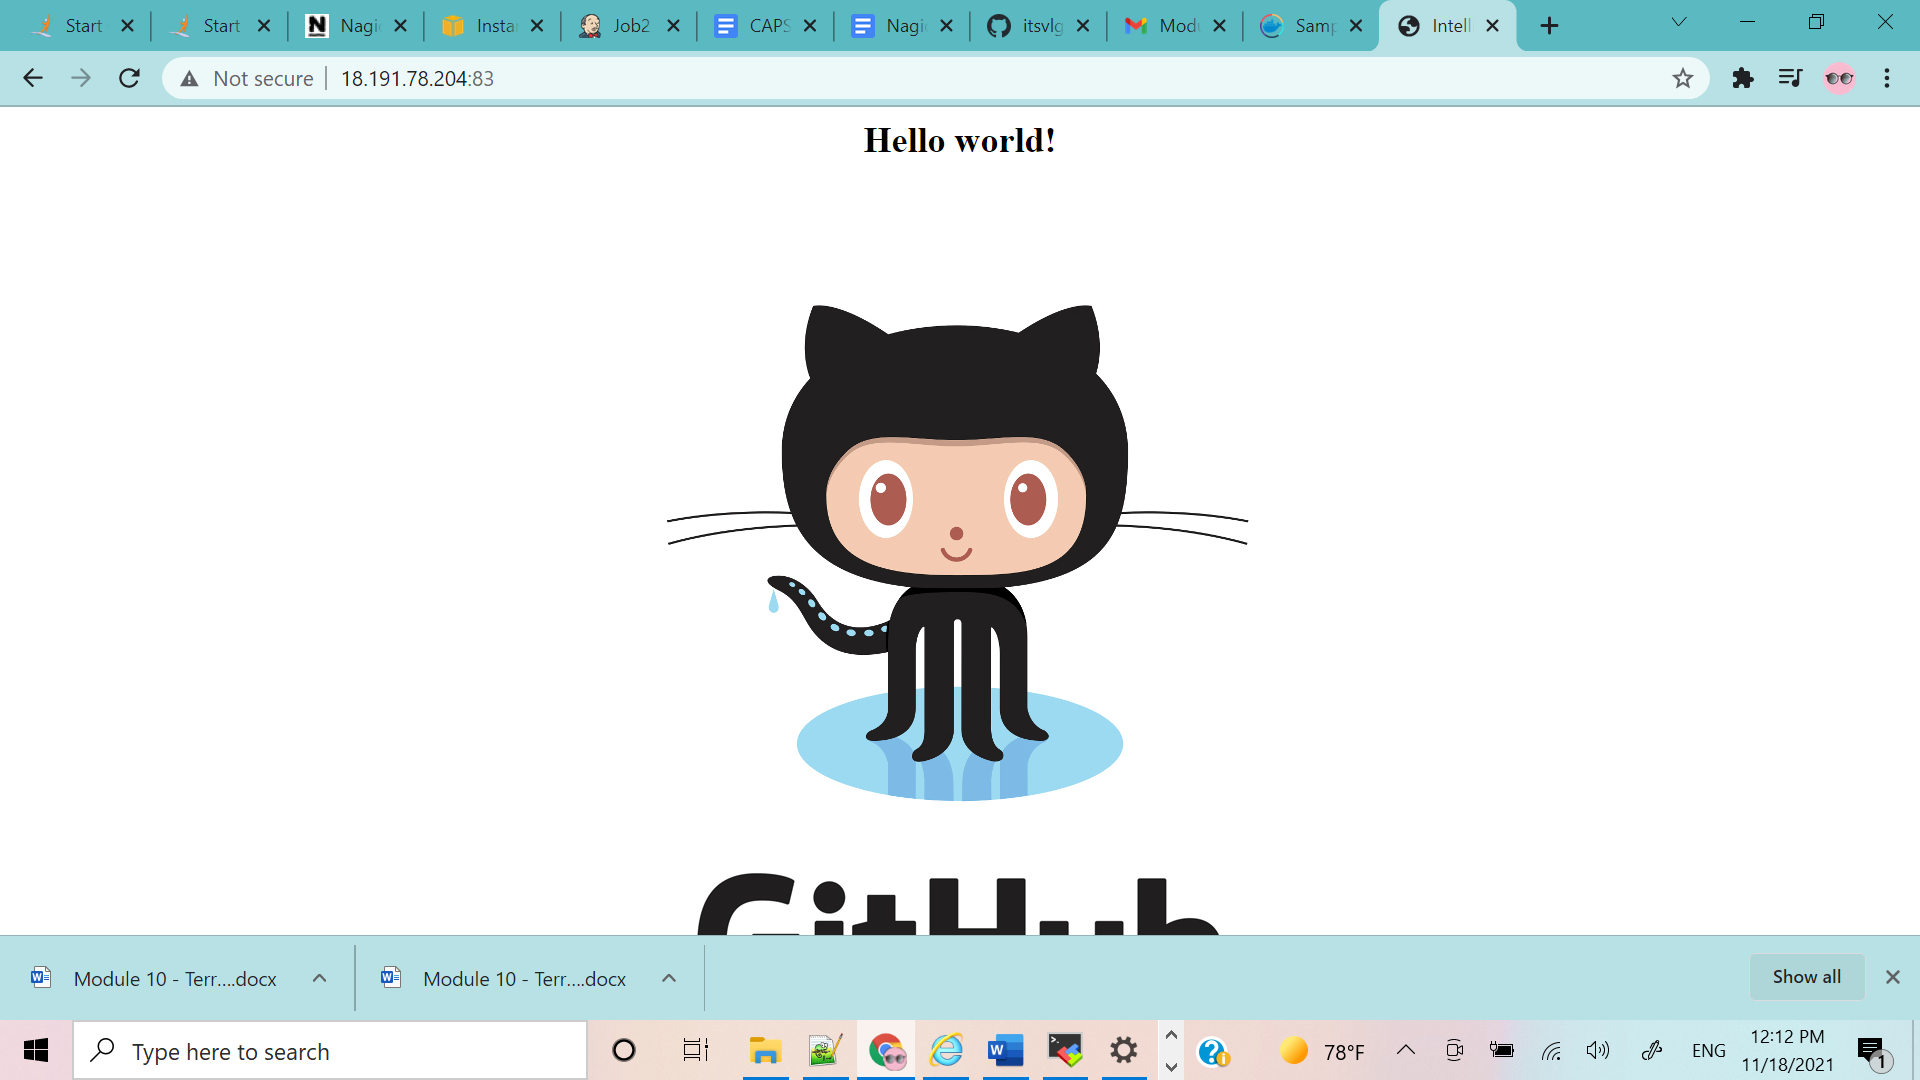 Start
Start
Nagi
Insta
Job2
CAPS
Nagi
itsvlg
Mod
Samp
Intell
Not secure
18.191.78.204:83
Hello world!
GitHub
Module 10 - Terr....docx
Module 10 - Terr....docx
Show all
Type here to search
78°F
ENG
12:12 PM
11/18/2021
1